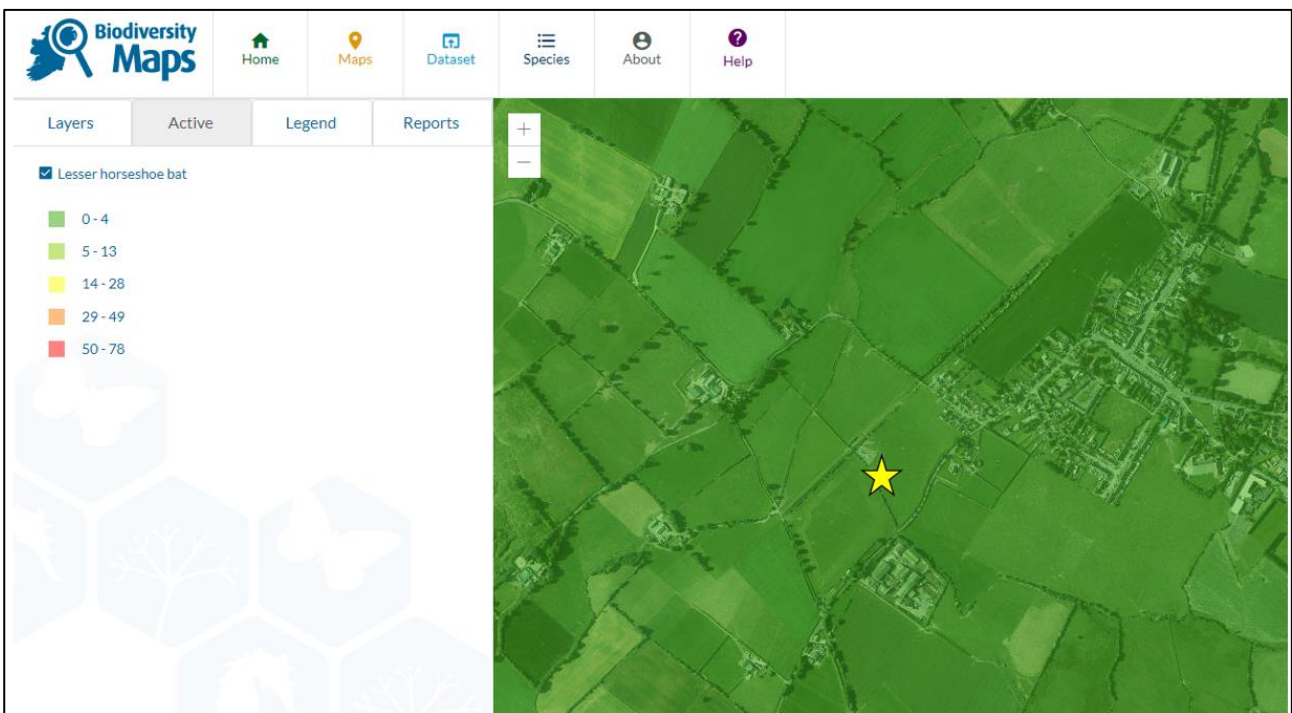 Biodiversity
Maps
Home
Maps
Dataset
Species
About
Help
Layers
Active
Legend
Reports
Lesser horseshoe bat
0 - 4
5 - 13
14 - 28
29 - 49
50 - 78
+
−